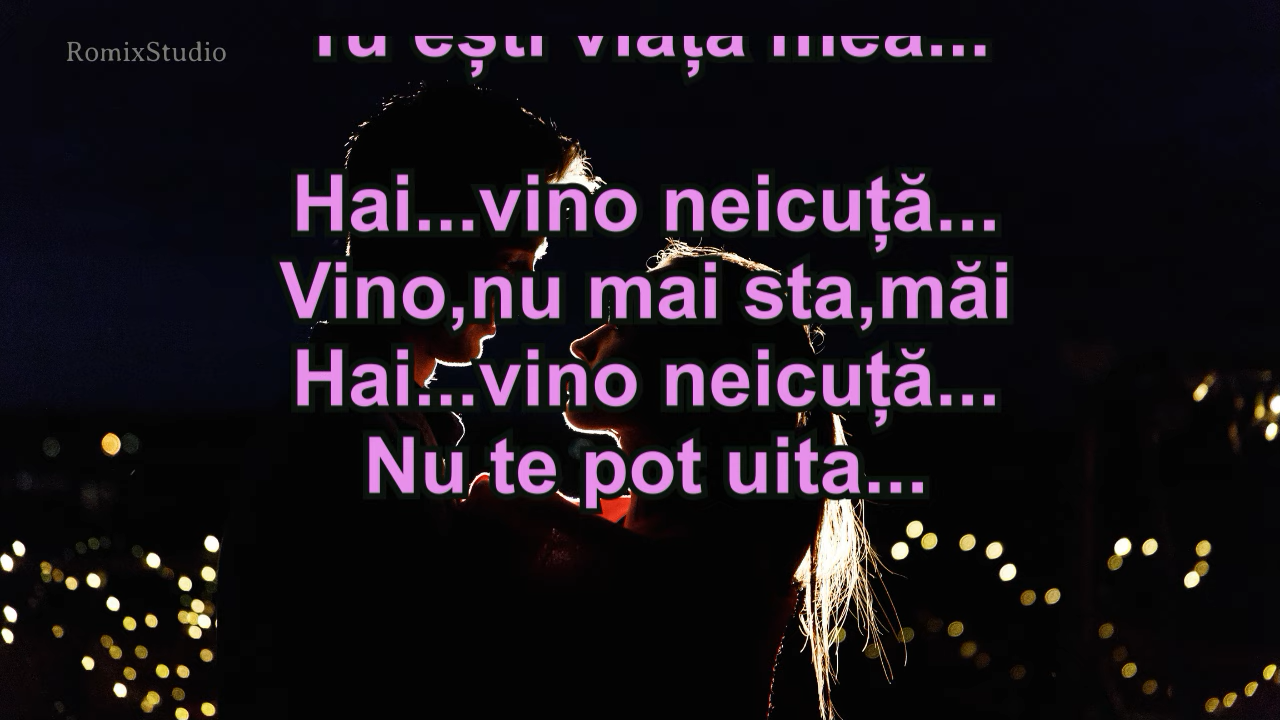 RomixStudio
Tu ești viața mea...
Hai...vino neicuță...
Vino,nu mai sta,măi
Hai...vino neicuță...
Nu te pot uita...